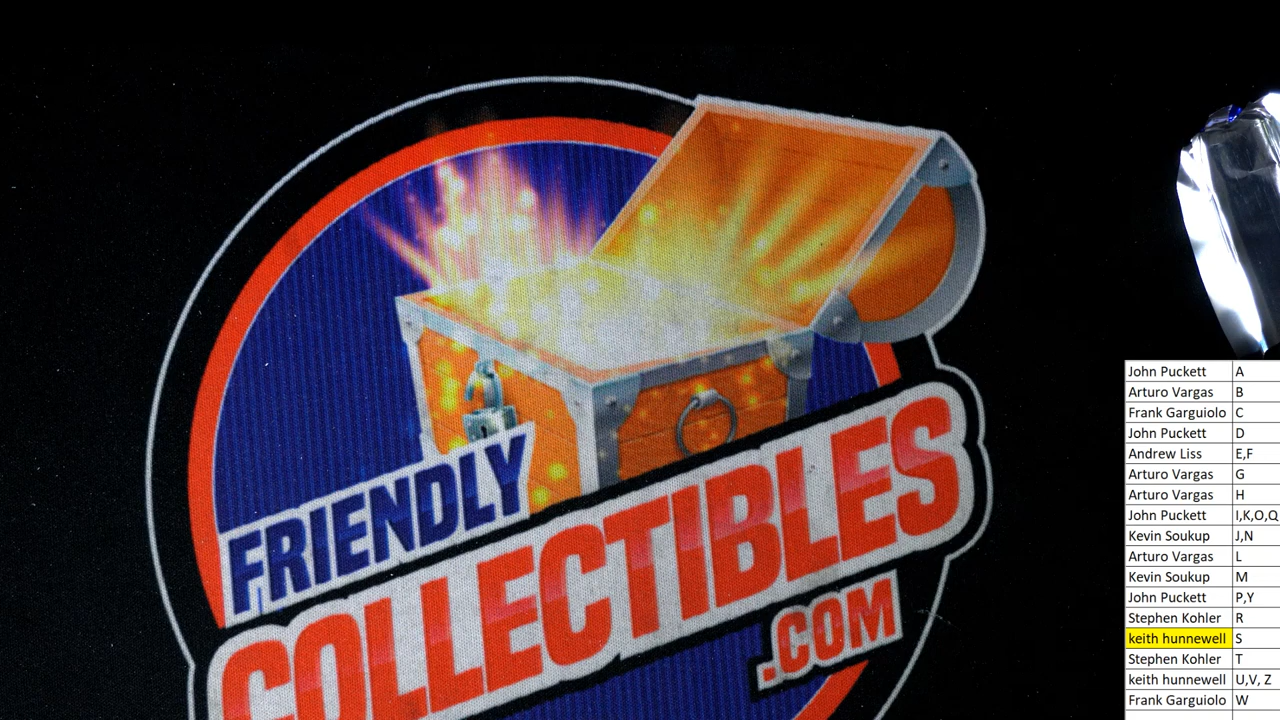 FRIENDLY
COLLECTIBLES
.COM
John Puckett A
Arturo Vargas B
Frank Garguiolo C
John Puckett D
Andrew Liss E,F
Arturo Vargas G
Arturo Vargas H
John Puckett I,K,O,Q
Kevin Soukup J,N
Arturo Vargas L
Kevin Soukup M
John Puckett P,Y
Stephen Kohler R
keith hunnewell S
Stephen Kohler T
keith hunnewell U,V, Z
Frank Garguiolo W